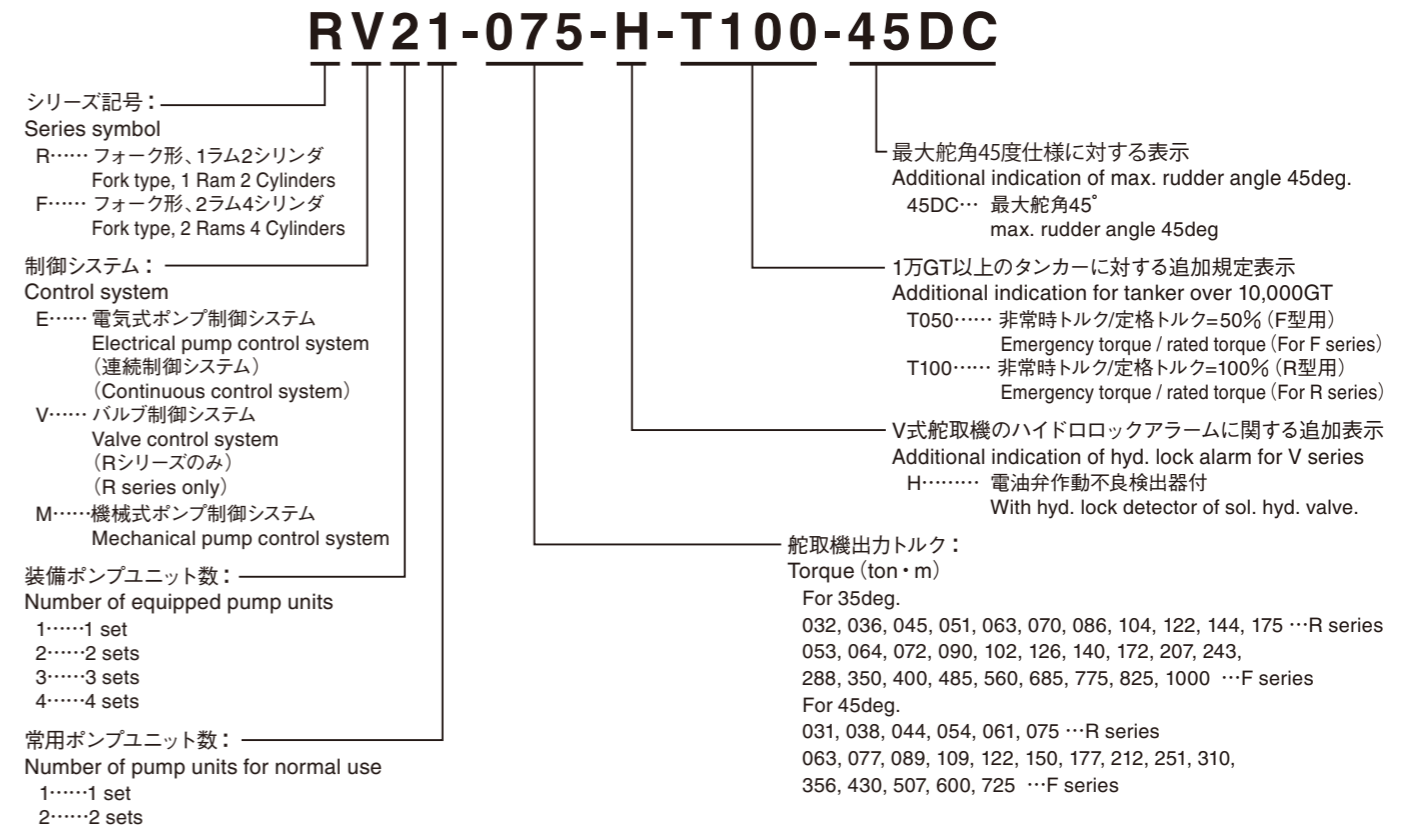 RV21-075-H-T100-45DC
シリーズ記号：
Series symbol
R…… フォーク形、1ラム2シリンダ
Fork type, 1 Ram 2 Cylinders
F…… フォーク形、2ラム4シリンダ
Fork type, 2 Rams 4 Cylinders
制御システム：
Control system
E…… 電気式ポンプ制御システム
Electrical pump control system
（連続制御システム）
（Continuous control system）
V…… バルブ制御システム
Valve control system
（Rシリーズのみ）
（R series only）
M……機械式ポンプ制御システム
Mechanical pump control system
装備ポンプユニット数：
Number of equipped pump units
1……1 set
2……2 sets
3……3 sets
4……4 sets
常用ポンプユニット数：
Number of pump units for normal use
1……1 set
2……2 sets
最大舵角45度仕様に対する表示
Additional indication of max. rudder angle 45deg.
45DC… 最大舵角45°
max. rudder angle 45deg
1万GT以上のタンカーに対する追加規定表示
Additional indication for tanker over 10,000GT
T050…… 非常時トルク/定格トルク=50%（F型用）
Emergency torque / rated torque（For F series）
T100…… 非常時トルク/定格トルク=100%（R型用）
Emergency torque / rated torque（For R series）
V式舵取機のハイドロロックアラームに関する追加表示
Additional indication of hyd. lock alarm for V series
H……… 電油弁作動不良検出器付
With hyd. lock detector of sol. hyd. valve.
舵取機出力トルク：
Torque（ton・m）
For 35deg.
032, 036, 045, 051, 063, 070, 086, 104, 122, 144, 175 …R series
053, 064, 072, 090, 102, 126, 140, 172, 207, 243,
288, 350, 400, 485, 560, 685, 775, 825, 1000 …F series
For 45deg.
031, 038, 044, 054, 061, 075 …R series
063, 077, 089, 109, 122, 150, 177, 212, 251, 310,
356, 430, 507, 600, 725 …F series